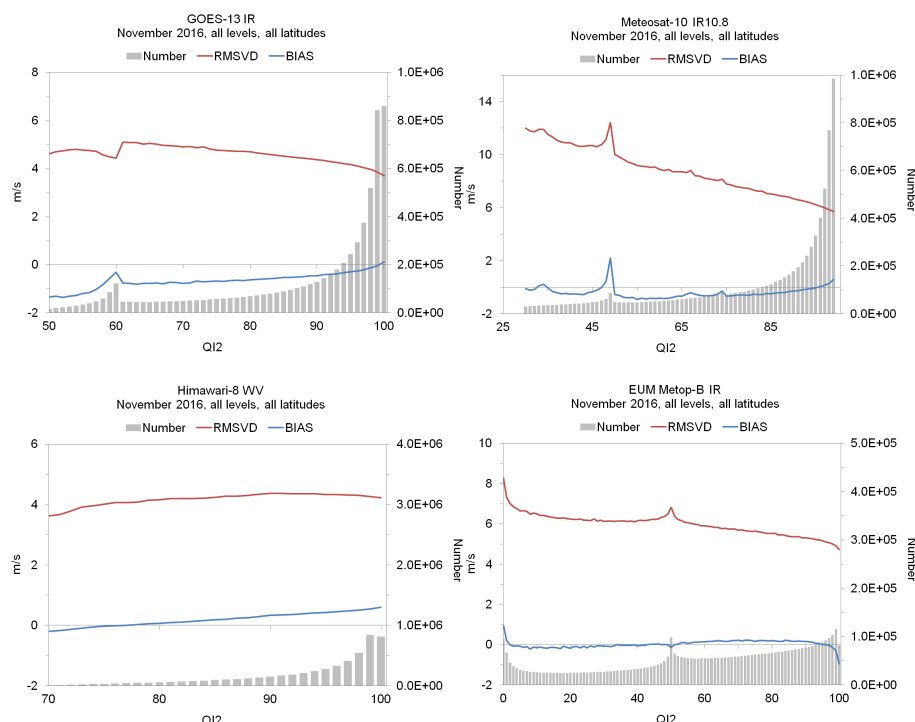 GOES-13 IR
November 2016, all levels, all latitudes
Number RMSVD BIAS
8 1.0E+06
6 8.0E+05
4 6.0E+05
2 4.0E+05
0 2.0E+05
-2 0.0E+00
m/s
Number
50 60 70 80 90 100
QI2
Meteosat-10 IR10.8
November 2016, all levels, all latitudes
Number RMSVD BIAS
1.0E+06
14
8.0E+05
10
6.0E+05
6 4.0E+05
2 2.0E+05
-2 0.0E+00
m/s
Number
25 45 65 85
QI2
Himawari-8 WV
November 2016, all levels, all latitudes
Number RMSVD BIAS
6 4.0E+06
4 3.0E+06
2 2.0E+06
0 1.0E+06
-2 0.0E+00
m/s
Number
70 80 90 100
QI2
EUM Metop-B IR
November 2016, all levels, all latitudes
Number RMSVD BIAS
10 5.0E+05
8 4.0E+05
6 3.0E+05
4 2.0E+05
2 1.0E+05
0
-2 0.0E+00
m/s
Number
0 20 40 60 80 100
QI2